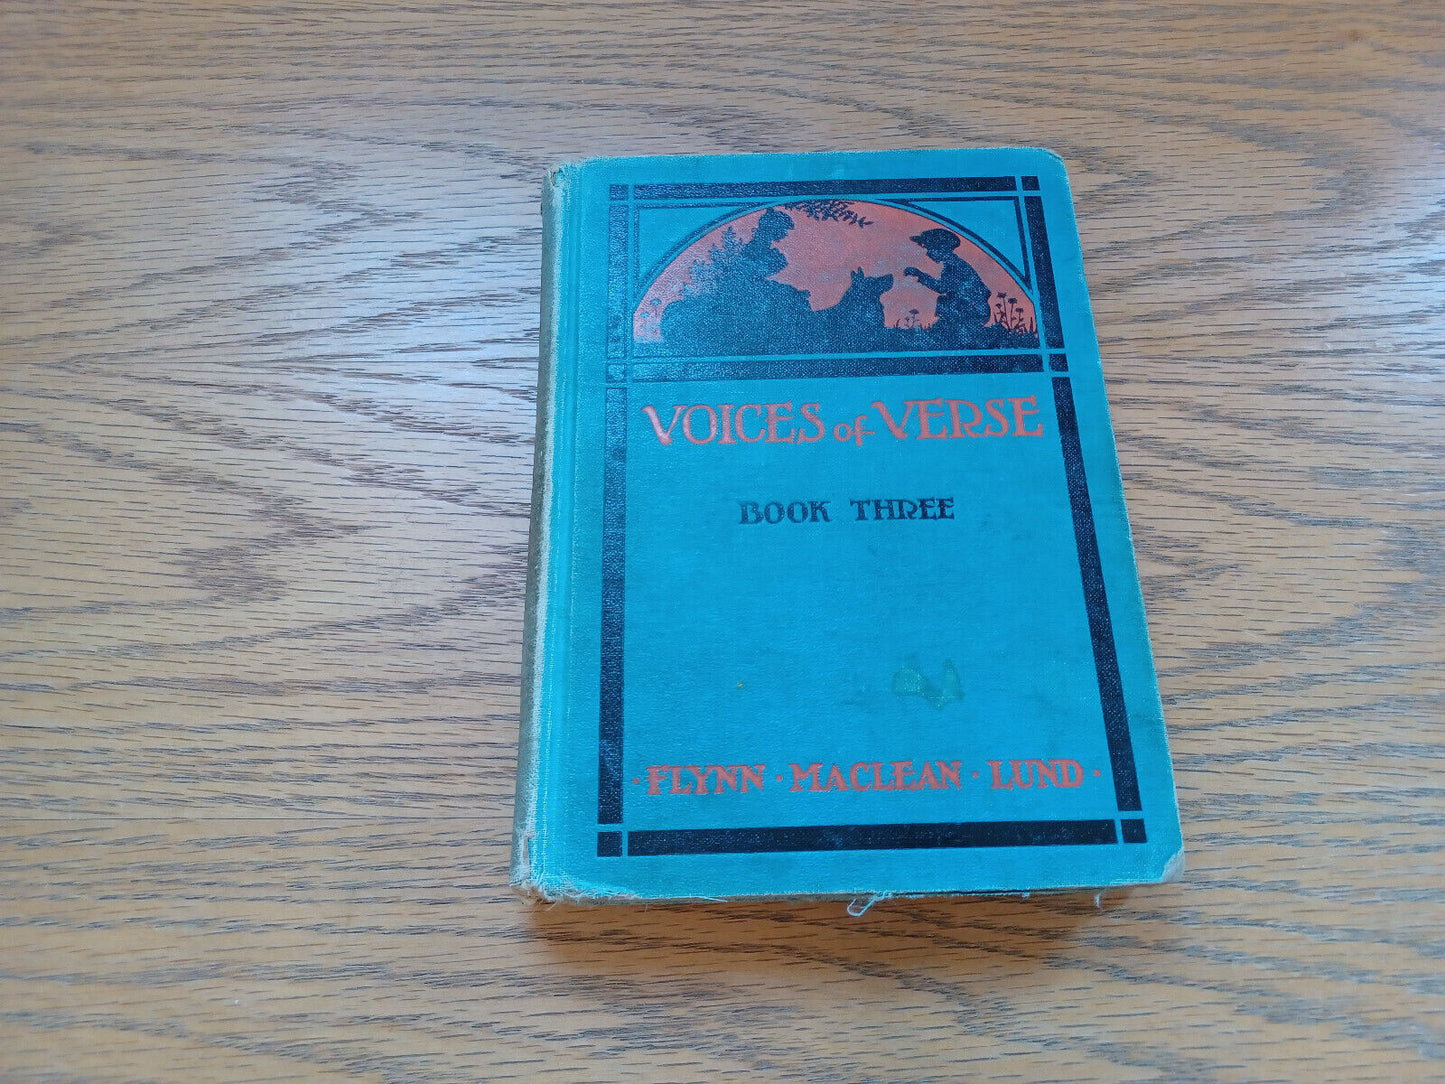 VOICES of VERSE
BOOK THREE
· FLYNN · MACLEAN · LUND ·